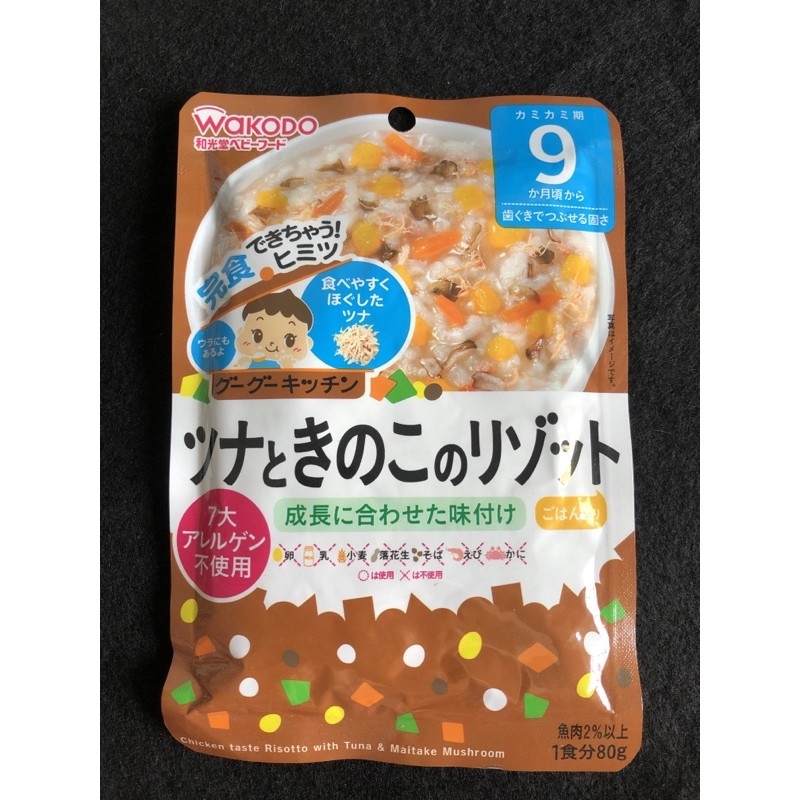 WAKODO
和光堂ベビーフード
カミカミ期
9
か月頃から
歯ぐきでつぶせる固さ
完食
できちゃう!
ヒミツ
食べやすく
ほぐした
ツナ
ウラにも
あるよ
写真はイメージです。
グーグーキッチン
ツナときのこのリゾット
7大
アレルゲン
不使用
成長に合わせた味付け
卵 乳 小麦 落花生 そば えび かに
○は使用 ×は不使用
魚肉2%以上
1食分80g
Chicken taste Risotto with Tuna & Maitake Mushroom